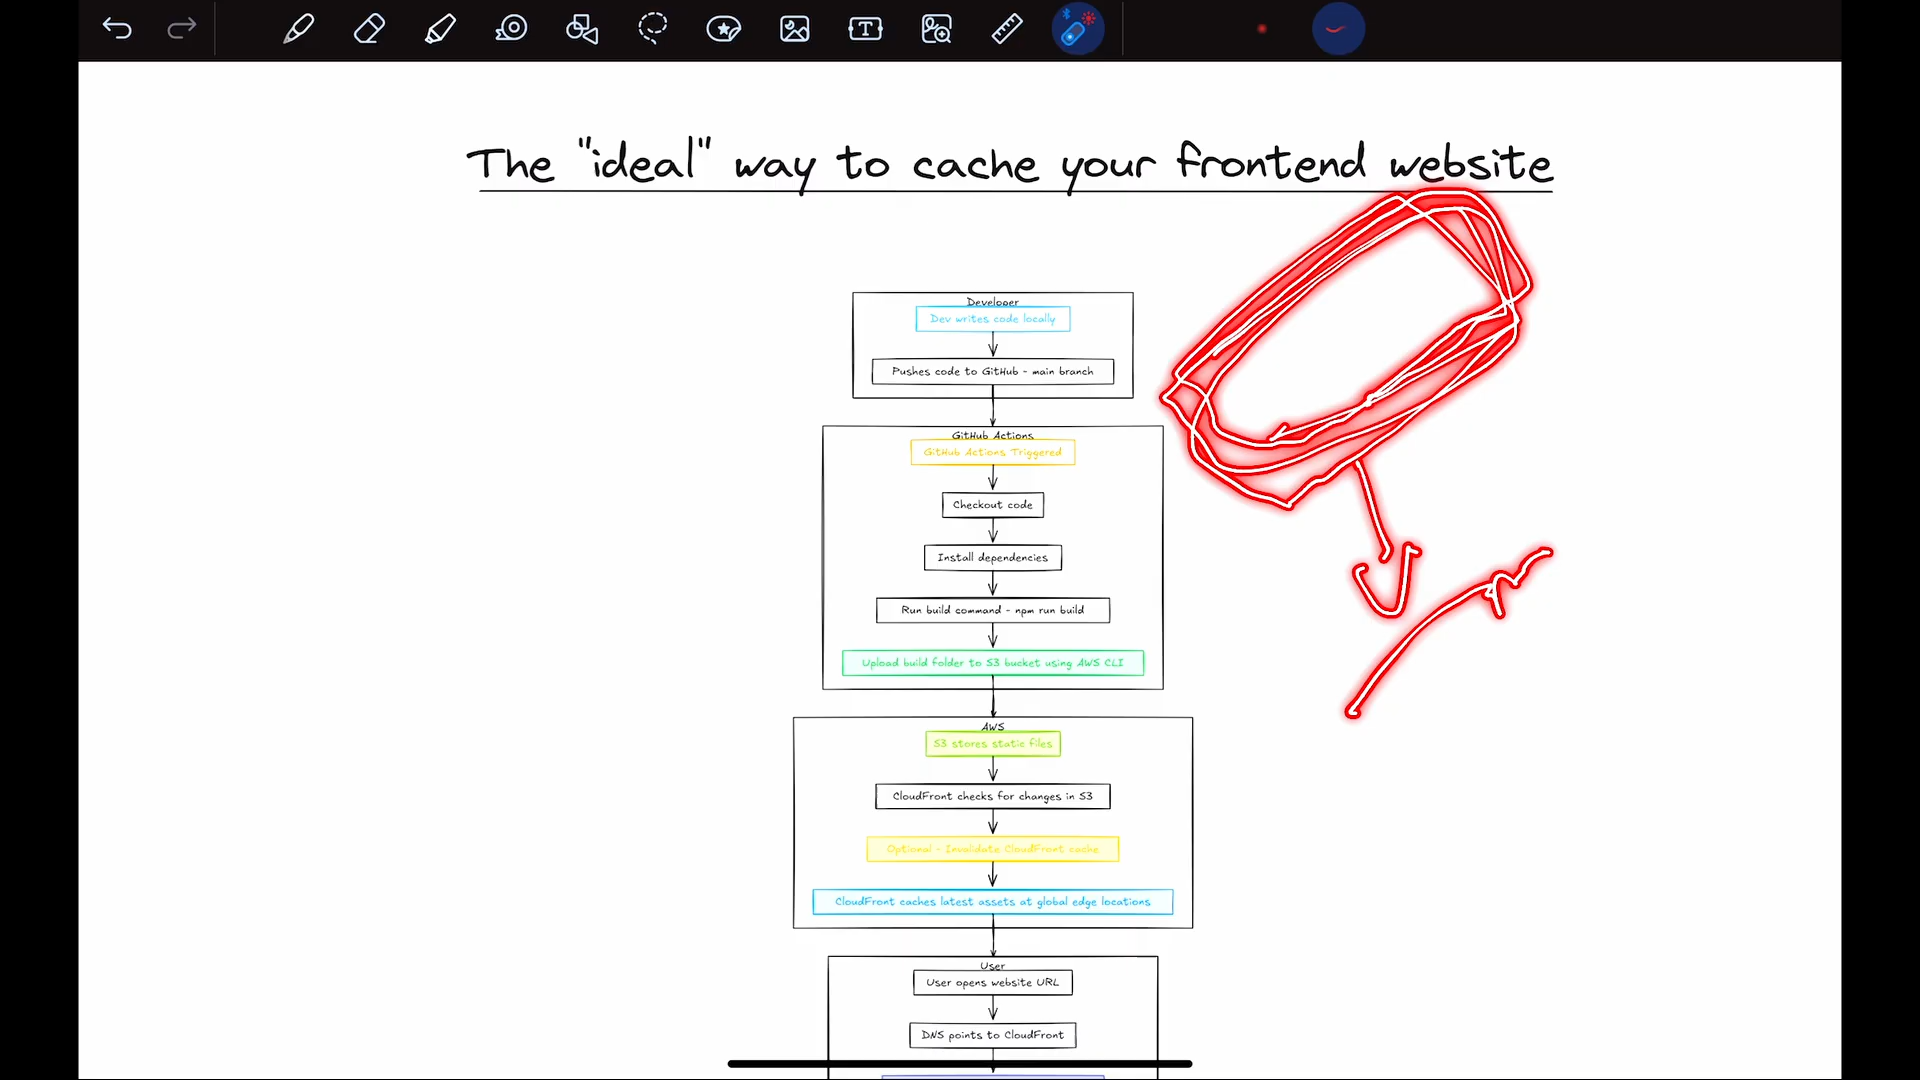 The "ideal" way to cache your frontend website
Developer
Dev writes code locally
Pushes code to GitHub - main branch
GitHub Actions
GitHub Actions Triggered
Checkout code
Install dependencies
Run build command - npm run build
Upload build folder to S3 bucket using AWS CLI
AWS
S3 stores static files
CloudFront checks for changes in S3
Optional - Invalidate CloudFront cache
CloudFront caches latest assets at global edge locations
User
User opens website URL
DNS points to CloudFront